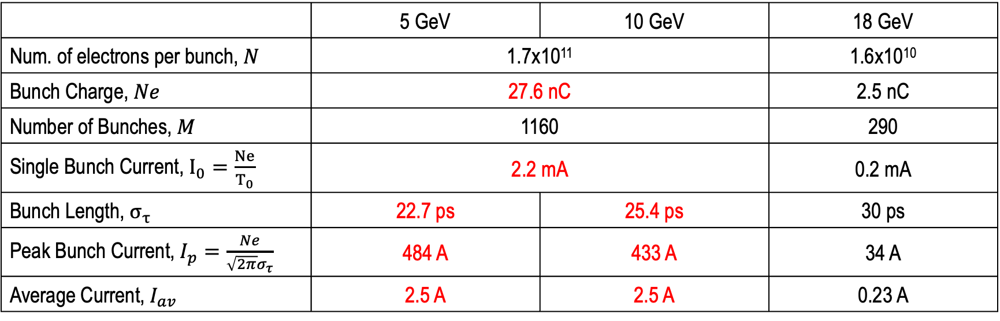 5 GeV 10 GeV 18 GeV
Num. of electrons per bunch, N 1.7x10¹¹ 1.6x10¹⁰
Bunch Charge, Ne 27.6 nC 2.5 nC
Number of Bunches, M 1160 290
Single Bunch Current, I₀ = Ne/T₀ 2.2 mA 0.2 mA
Bunch Length, σ_τ 22.7 ps 25.4 ps 30 ps
Peak Bunch Current, I_p = Ne/√2πσ_τ 484 A 433 A 34 A
Average Current, I_av 2.5 A 2.5 A 0.23 A